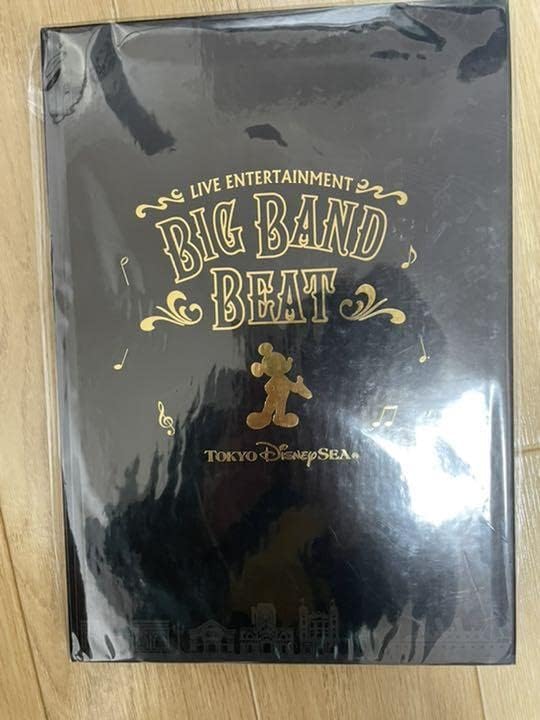 LIVE ENTERTAINMENT
BIG BAND
BEAT
TOKYO DISNEYSEA®